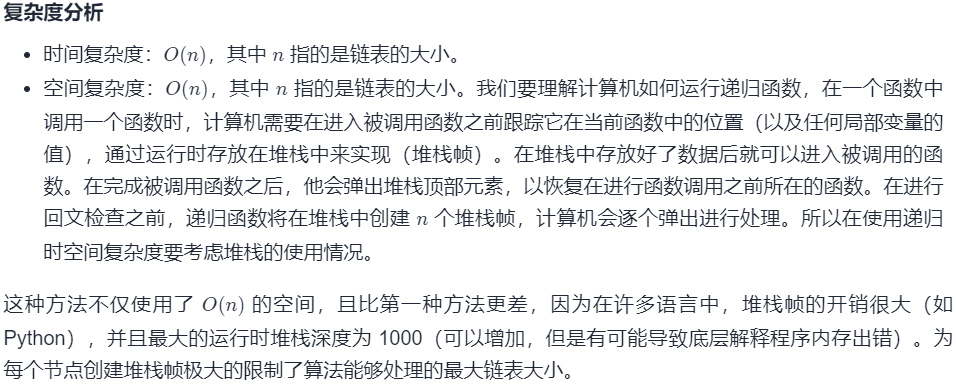 复杂度分析
• 时间复杂度：O(n)，其中 n 指的是链表的大小。
• 空间复杂度：O(n)，其中 n 指的是链表的大小。我们要理解计算机如何运行递归函数，在一个函数中
调用一个函数时，计算机需要在进入被调用函数之前跟踪它在当前函数中的位置（以及任何局部变量的
值），通过运行时存放在堆栈中来实现（堆栈帧）。在堆栈中存放好了数据后就可以进入被调用的函
数。在完成被调用函数之后，他会弹出堆栈顶部元素，以恢复在进行函数调用之前所在的函数。在进行
回文检查之前，递归函数将在堆栈中创建 n 个堆栈帧，计算机会逐个弹出进行处理。所以在使用递归
时空间复杂度要考虑堆栈的使用情况。
这种方法不仅使用了 O(n) 的空间，且比第一种方法更差，因为在许多语言中，堆栈帧的开销很大（如
Python），并且最大的运行时堆栈深度为 1000（可以增加，但是有可能导致底层解释程序内存出错）。为
每个节点创建堆栈帧极大的限制了算法能够处理的最大链表大小。